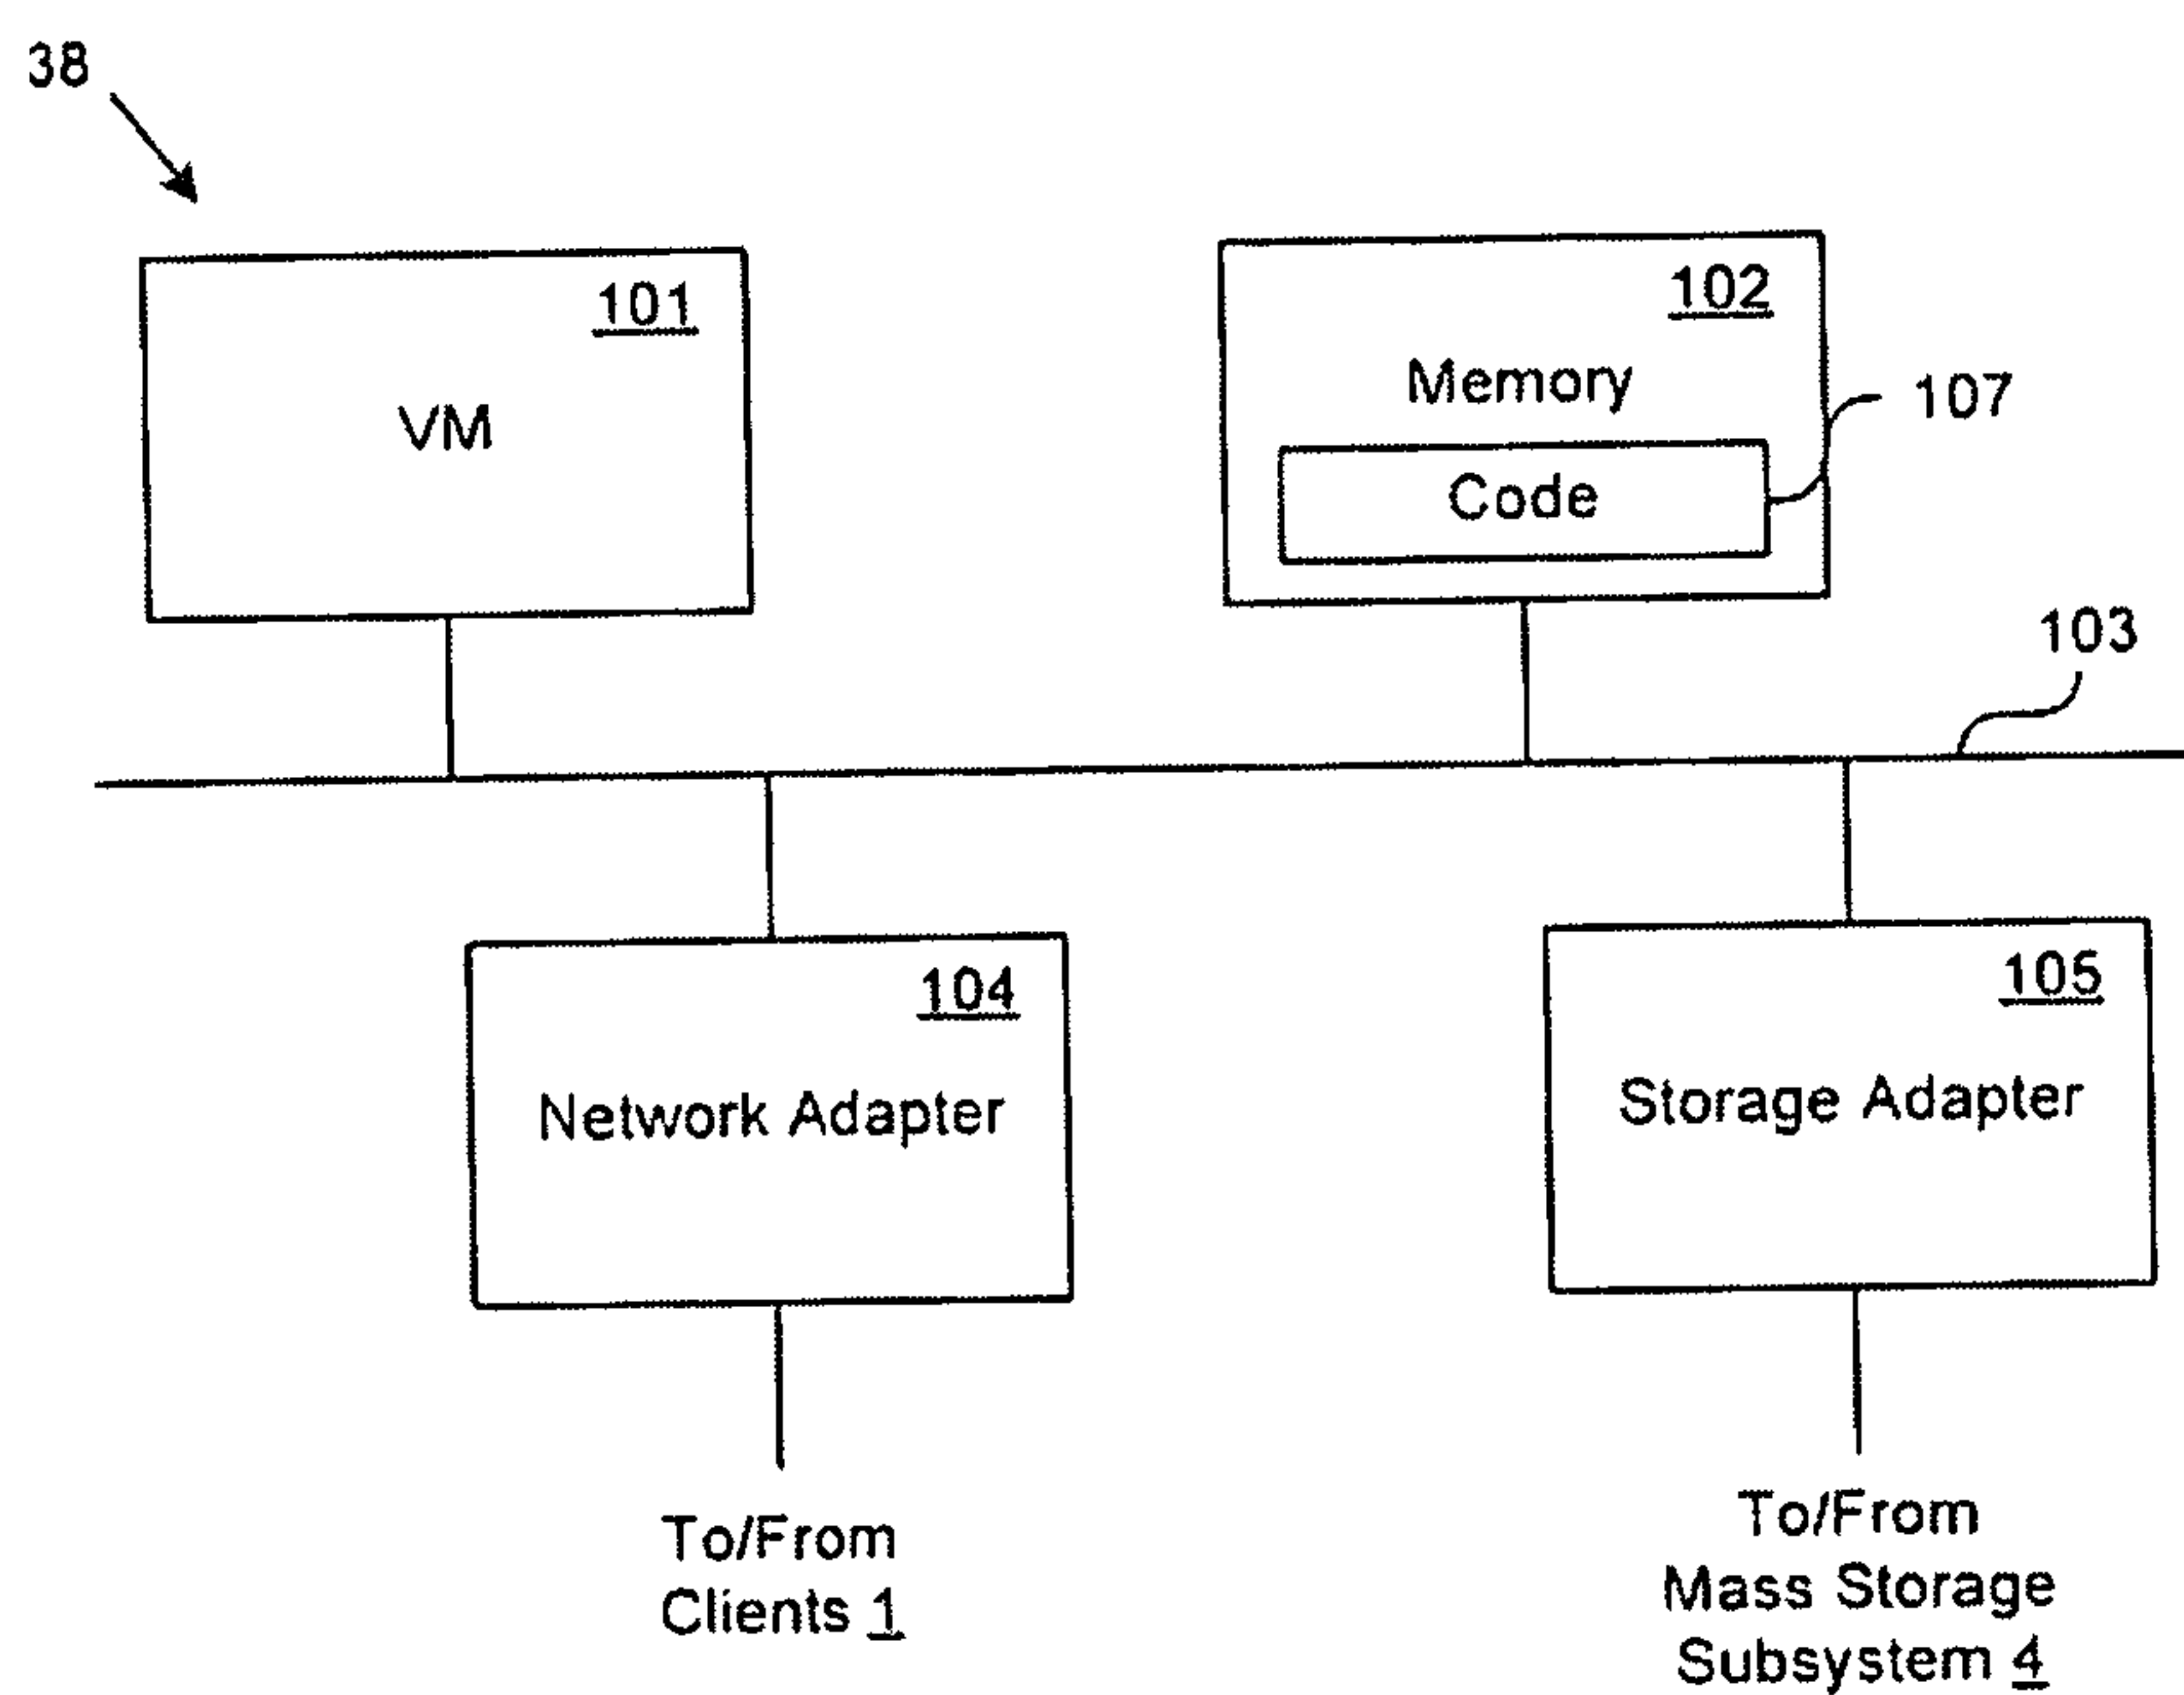 38
101
VM
102
Memory
107
Code
103
104
Network Adapter
105
Storage Adapter
To/From
Clients 1
To/From
Mass Storage
Subsystem 4